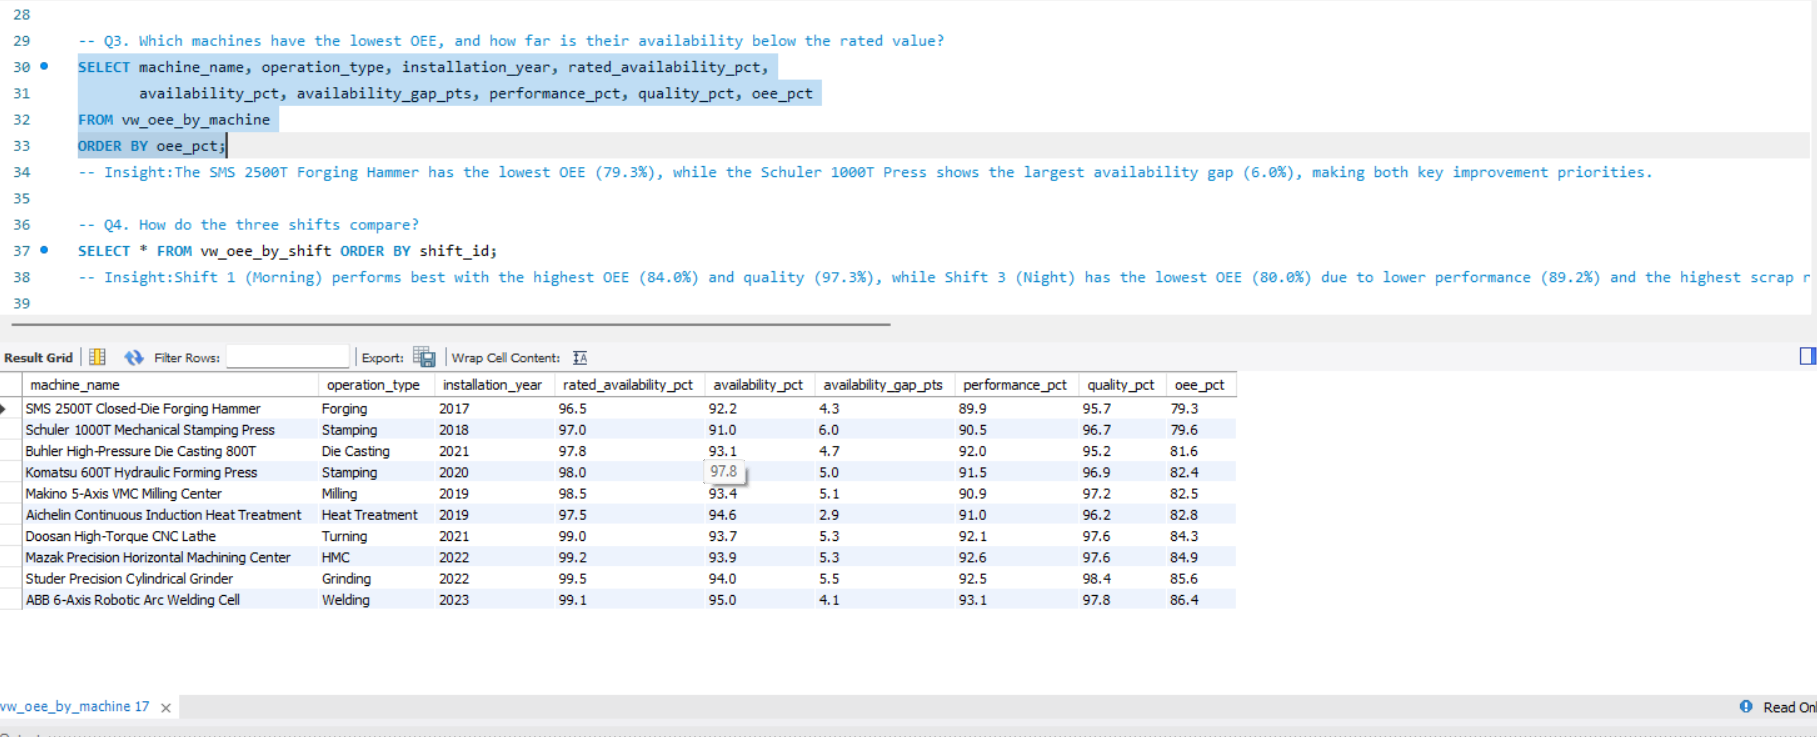 28
29 -- Q3. Which machines have the lowest OEE, and how far is their availability below the rated value?
30 SELECT machine_name, operation_type, installation_year, rated_availability_pct,
31 availability_pct, availability_gap_pts, performance_pct, quality_pct, oee_pct
32 FROM vw_oee_by_machine
33 ORDER BY oee_pct;
34 -- Insight:The SMS 2500T Forging Hammer has the lowest OEE (79.3%), while the Schuler 1000T Press shows the largest availability gap (6.0%), making both key improvement priorities.
35
36 -- Q4. How do the three shifts compare?
37 SELECT * FROM vw_oee_by_shift ORDER BY shift_id;
38 -- Insight:Shift 1 (Morning) performs best with the highest OEE (84.0%) and quality (97.3%), while Shift 3 (Night) has the lowest OEE (80.0%) due to lower performance (89.2%) and the highest scrap r
39
Result Grid Filter Rows: Export: Wrap Cell Content:
machine_name operation_type installation_year rated_availability_pct availability_pct availability_gap_pts performance_pct quality_pct oee_pct
SMS 2500T Closed-Die Forging Hammer Forging 2017 96.5 92.2 4.3 89.9 95.7 79.3
Schuler 1000T Mechanical Stamping Press Stamping 2018 97.0 91.0 6.0 90.5 96.7 79.6
Buhler High-Pressure Die Casting 800T Die Casting 2021 97.8 93.1 4.7 92.0 95.2 81.6
Komatsu 600T Hydraulic Forming Press Stamping 2020 98.0 97.8 5.0 91.5 96.9 82.4
Makino 5-Axis VMC Milling Center Milling 2019 98.5 93.4 5.1 90.9 97.2 82.5
Aichelin Continuous Induction Heat Treatment Heat Treatment 2019 97.5 94.6 2.9 91.0 96.2 82.8
Doosan High-Torque CNC Lathe Turning 2021 99.0 93.7 5.3 92.1 97.6 84.3
Mazak Precision Horizontal Machining Center HMC 2022 99.2 93.9 5.3 92.6 97.6 84.9
Studer Precision Cylindrical Grinder Grinding 2022 99.5 94.0 5.5 92.5 98.4 85.6
ABB 6-Axis Robotic Arc Welding Cell Welding 2023 99.1 95.0 4.1 93.1 97.8 86.4
vw_oee_by_machine 17 Read Onl